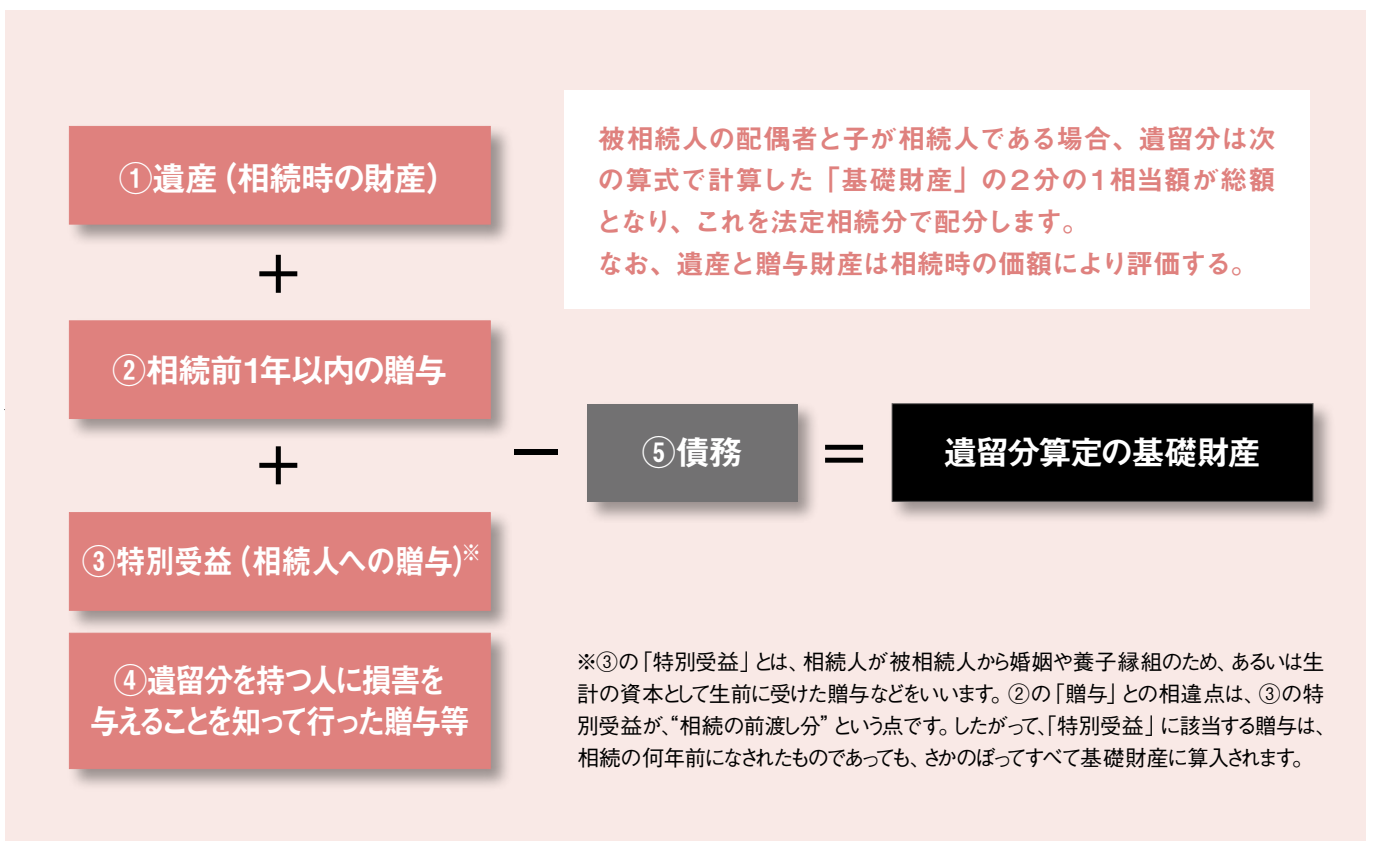 ①遺産（相続時の財産）
＋
②相続前1年以内の贈与
＋
③特別受益（相続人への贈与）※
④遺留分を持つ人に損害を
与えることを知って行った贈与等
被相続人の配偶者と子が相続人である場合、遺留分は次
の算式で計算した「基礎財産」の２分の１相当額が総額
となり、これを法定相続分で配分します。
なお、遺産と贈与財産は相続時の価額により評価する。
－
⑤債務
＝
遺留分算定の基礎財産
※③の「特別受益」とは、相続人が被相続人から婚姻や養子縁組のため、あるいは生
計の資本として生前に受けた贈与などをいいます。②の「贈与」との相違点は、③の特
別受益が、“相続の前渡し分”という点です。したがって、「特別受益」に該当する贈与は、
相続の何年前になされたものであっても、さかのぼってすべて基礎財産に算入されます。